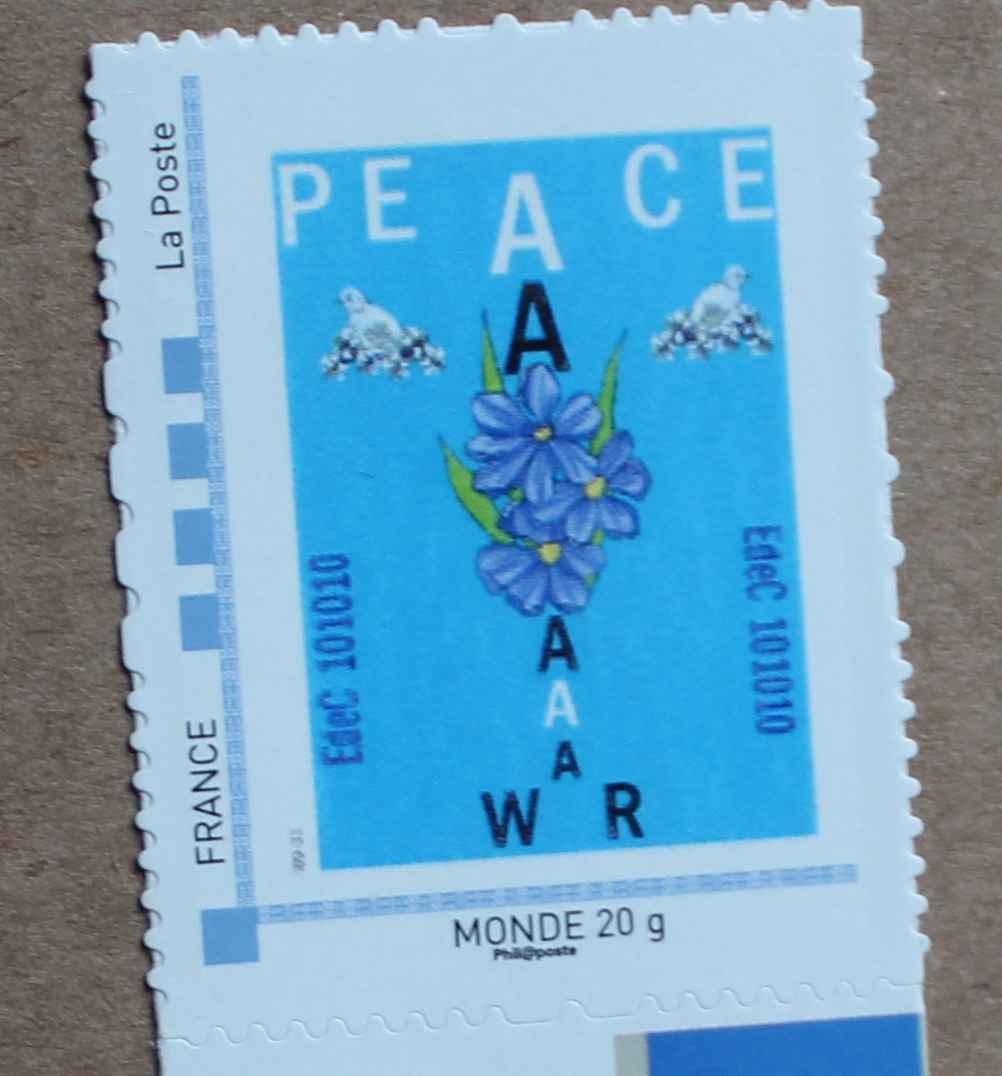 La Poste
FRANCE
PEACE
A
A
A
A
W R
EdeC 101010
EdeC 101010
MONDE 20 g
Phil@poste